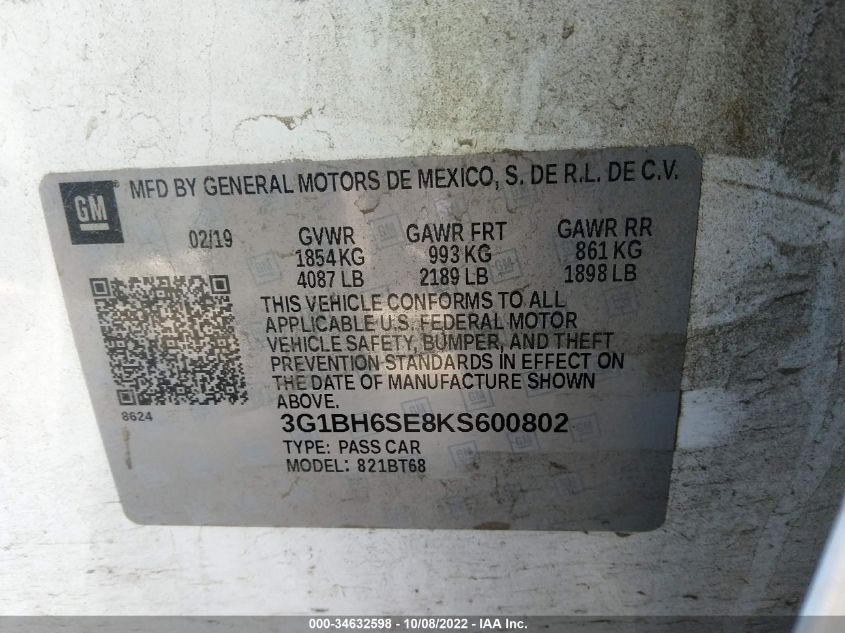 GM
MFD BY GENERAL MOTORS DE MEXICO, S. DE R.L. DE C.V.
02/19 GVWR GAWR FRT GAWR RR
1854 KG 993 KG 861 KG
4087 LB 2189 LB 1898 LB
THIS VEHICLE CONFORMS TO ALL
APPLICABLE U.S. FEDERAL MOTOR
VEHICLE SAFETY, BUMPER, AND THEFT
PREVENTION STANDARDS IN EFFECT ON
THE DATE OF MANUFACTURE SHOWN
ABOVE.
8624
3G1BH6SE8KS600802
TYPE: PASS CAR
MODEL: 821BT68
000-34632598 - 10/08/2022 - © IAA, Inc.